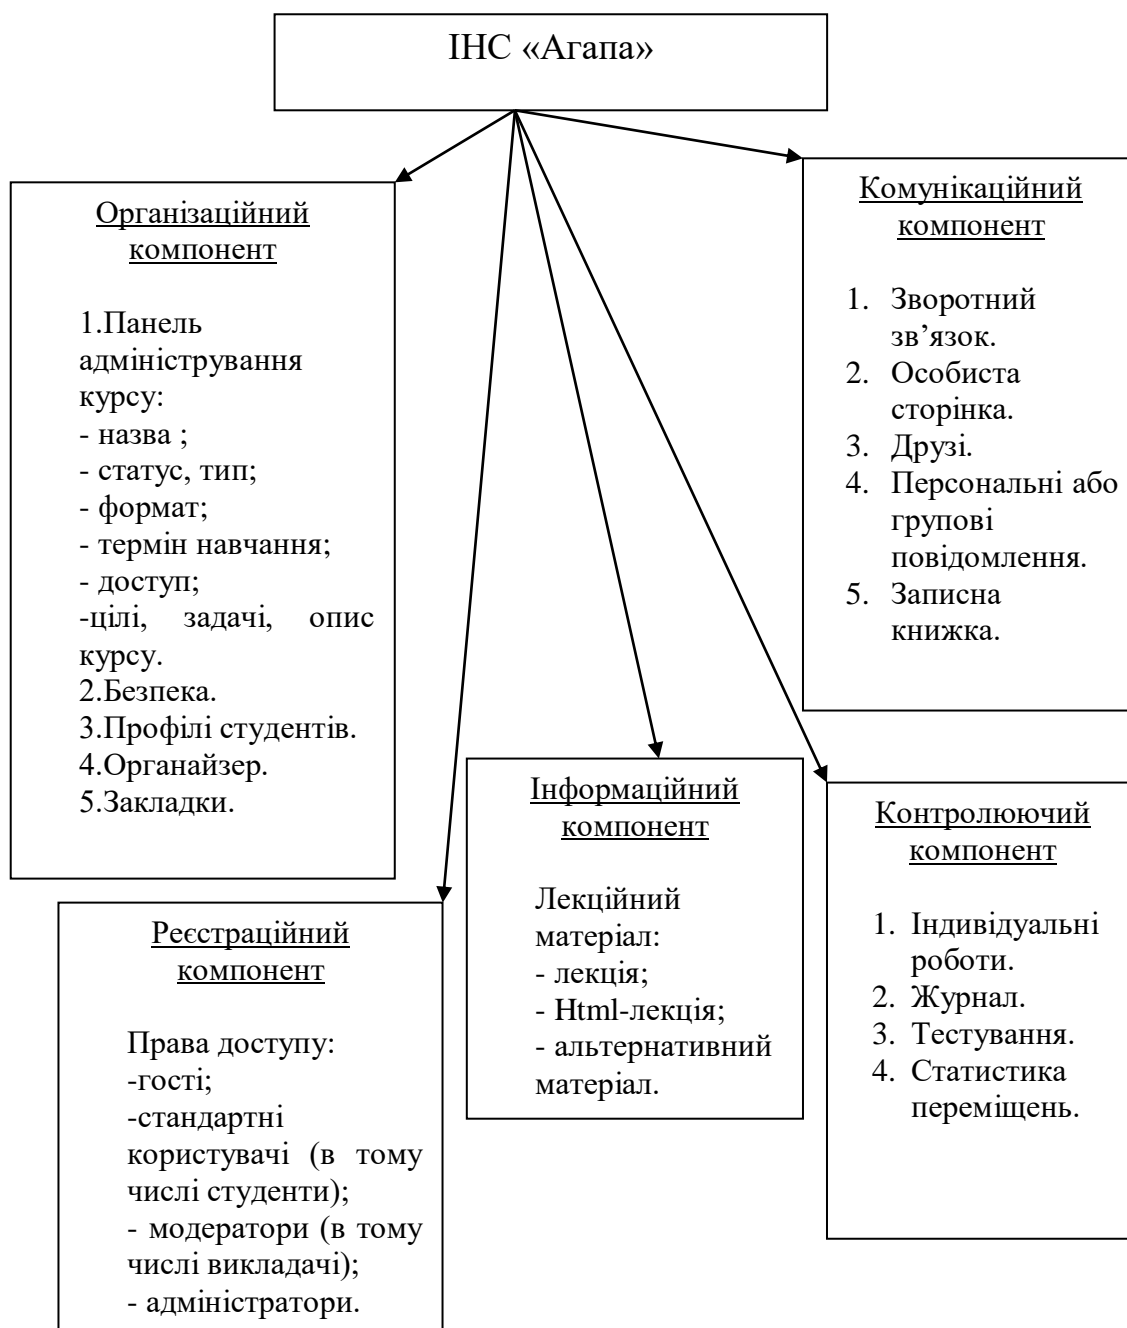 ІНС «Агапа»
Організаційний
компонент
1.Панель
адміністрування
курсу:
- назва ;
- статус, тип;
- формат;
- термін навчання;
- доступ;
-цілі, задачі, опис
курсу.
2.Безпека.
3.Профілі студентів.
4.Органайзер.
5.Закладки.
Комунікаційний
компонент
1. Зворотний
зв’язок.
2. Особиста
сторінка.
3. Друзі.
4. Персональні або
групові
повідомлення.
5. Записна
книжка.
Реєстраційний
компонент
Права доступу:
-гості;
-стандартні
користувачі (в тому
числі студенти);
- модератори (в тому
числі викладачі);
- адміністратори.
Інформаційний
компонент
Лекційний
матеріал:
- лекція;
- Html-лекція;
- альтернативний
матеріал.
Контролюючий
компонент
1. Індивідуальні
роботи.
2. Журнал.
3. Тестування.
4. Статистика
переміщень.